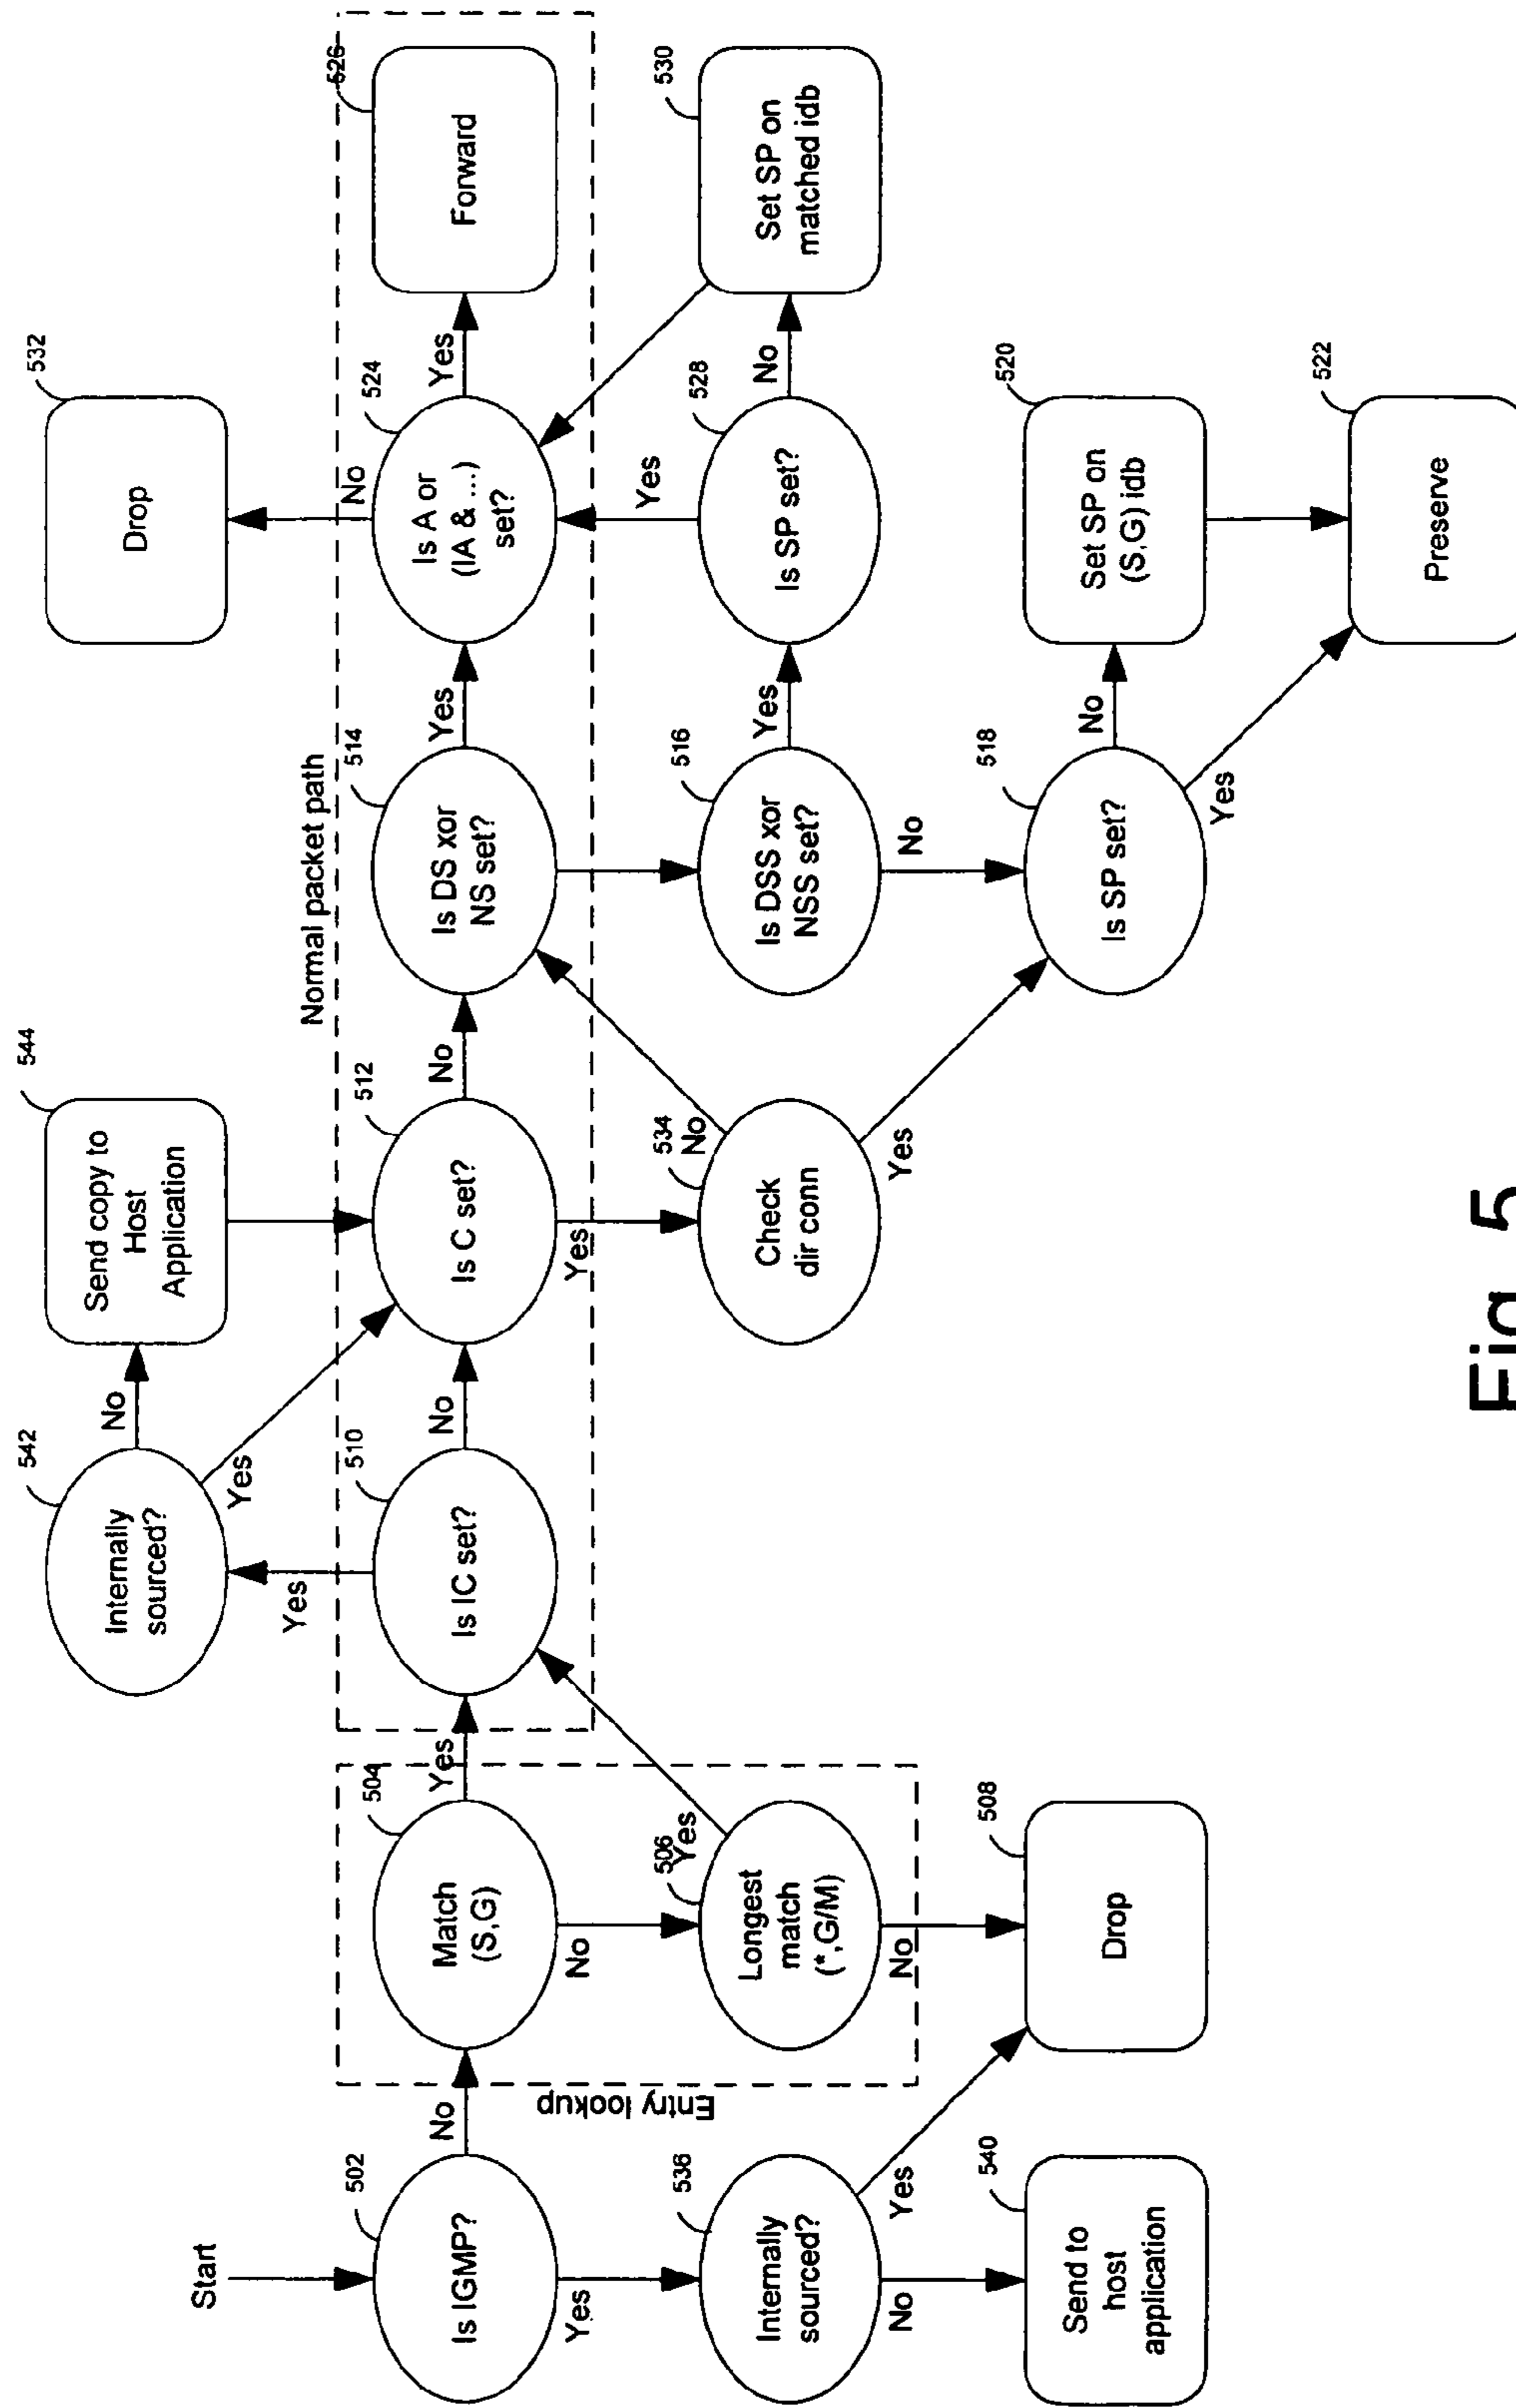 Start
502
Is IGMP?
No
Yes
536
Internally
sourced?
No
Yes
540
Send to
host
application
Entry lookup
504
Match
(S,G)
Yes
No
506
Longest
match
(*,G/M)
Yes
No
508
Drop
Normal packet path
510
Is IC set?
No
Yes
542
Internally
sourced?
No
Yes
544
Send copy to
Host
Application
512
Is C set?
No
Yes
534
Check
dir conn
No
Yes
514
Is DS xor
NS set?
Yes
516
Is DSS xor
NSS set?
Yes
No
518
Is SP set?
No
Yes
520
Set SP on
(S,G) idb
522
Preserve
524
Is A or
(IA & ...)
set?
Yes
No
526
Forward
528
Is SP set?
Yes
No
530
Set SP on
matched idb
532
Drop
Fig. 5